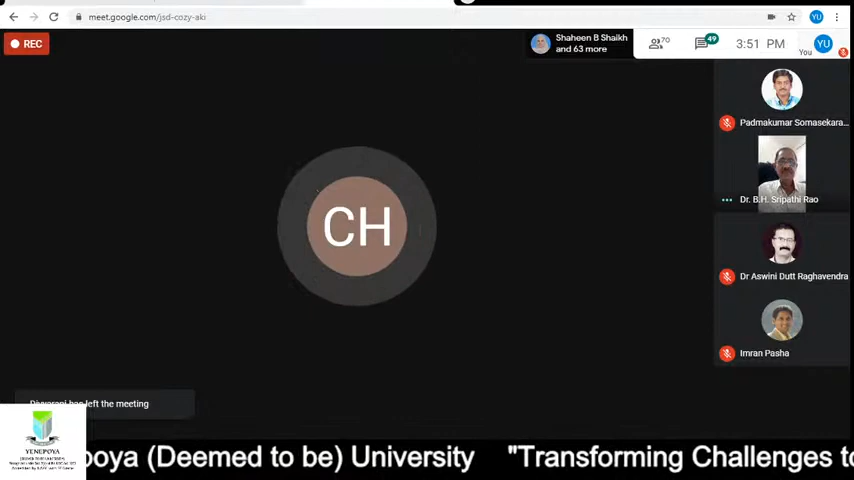 meet.google.com/jsd-cozy-aki
YU
REC
Shaheen B Shaikh
and 63 more
70
49
3:51 PM
You
YU
Padmakumar Somasekara...
Dr. B.H. Sripathi Rao
CH
Dr Aswini Dutt Raghavendra
Imran Pasha
has left the meeting
YENEPOYA
poya (Deemed to be) University "Transforming Challenges to